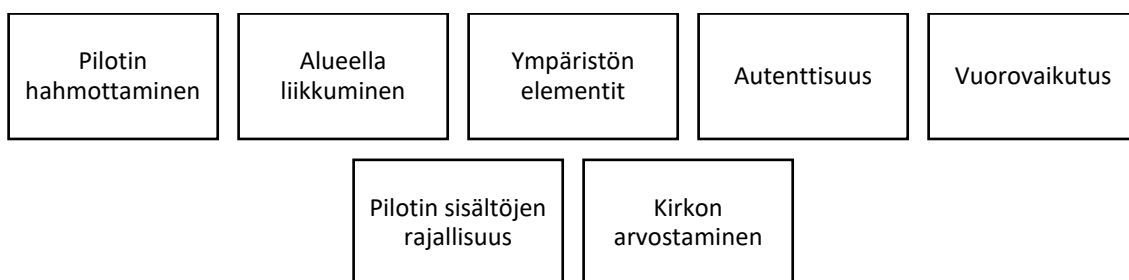 Pilotin
hahmottaminen
Alueella
liikkuminen
Ympäristön
elementit
Autenttisuus
Vuorovaikutus
Pilotin sisältöjen
rajallisuus
Kirkon
arvostaminen